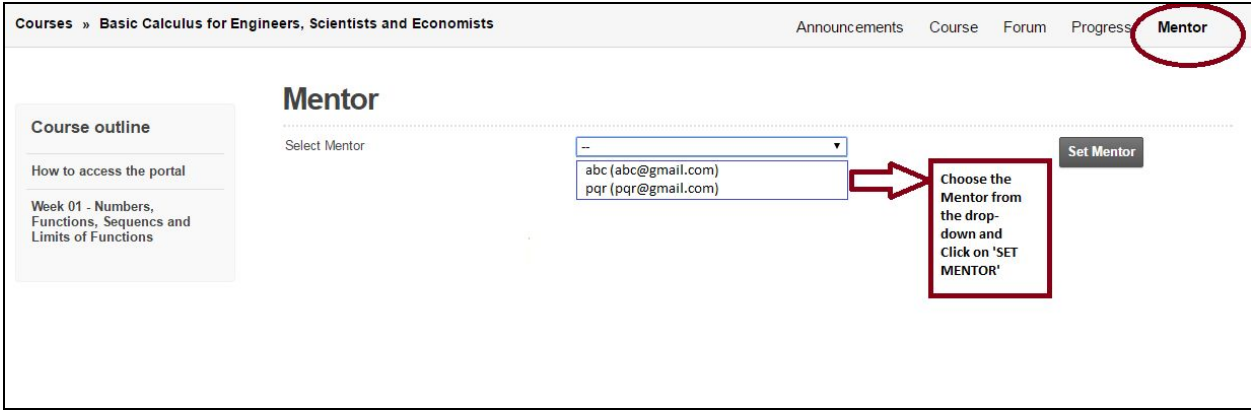 Courses » Basic Calculus for Engineers, Scientists and Economists
Announcements Course Forum Progress Mentor
Mentor
Course outline
How to access the portal
Week 01 - Numbers,
Functions, Sequencs and
Limits of Functions
Select Mentor
--
abc (abc@gmail.com)
pqr (pqr@gmail.com)
Set Mentor
Choose the
Mentor from
the drop-
down and
Click on 'SET
MENTOR'